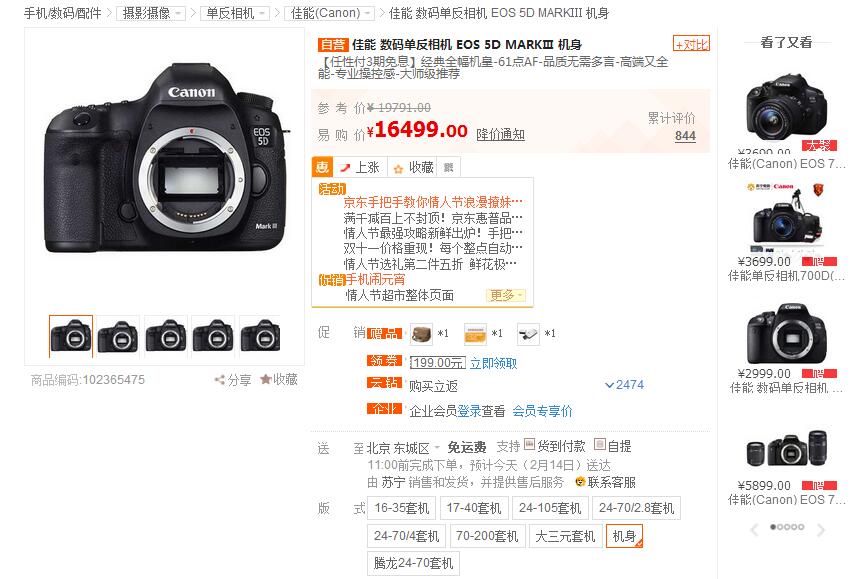 手机/数码/配件 > 摄影摄像 > 单反相机 > 佳能(Canon) > 佳能 数码单反相机 EOS 5D MARKIII 机身
Canon
EOS
5D
Mark III
商品编码:102365475
分享
收藏
自营 佳能 数码单反相机 EOS 5D MARKⅢ 机身
+对比
【任性付3期免息】经典全幅机皇-61点AF-品质无需多言-高端又全
能-专业操控感-大师级推荐
参 考 价¥ 19791.00
易 购 价¥16499.00 降价通知
累计评价
844
惠 上涨 收藏
活动
京东手把手教你情人节浪漫撩妹…
满千减百上不封顶！京东惠普品…
情人节最强攻略新鲜出炉！手把…
双十一价格重现！每个整点自动…
情人节选礼第二件五折 鲜花极…
促销手机闹元宵
情人节超市整体页面
更多
促 销 赠品 *1 *1 *1
领券 199.00元 立即领取
云钻 购买立返
2474
企业 企业会员登录查看 会员专享价
送 至 北京 东城区 免运费 支持 货到付款 自提
11:00前完成下单，预计今天（2月14日）送达
由 苏宁 销售和发货，并提供售后服务 联系客服
版 式 16-35套机 17-40套机 24-105套机 24-70/2.8套机
24-70/4套机 70-200套机 大三元套机 机身
腾龙24-70套机
看了又看
¥3699.00
佳能(Canon) EOS 7...
Canon
¥3699.00
佳能单反相机700D(...
¥2999.00
佳能 数码单反相机 ...
¥5899.00
佳能(Canon) EOS 7...